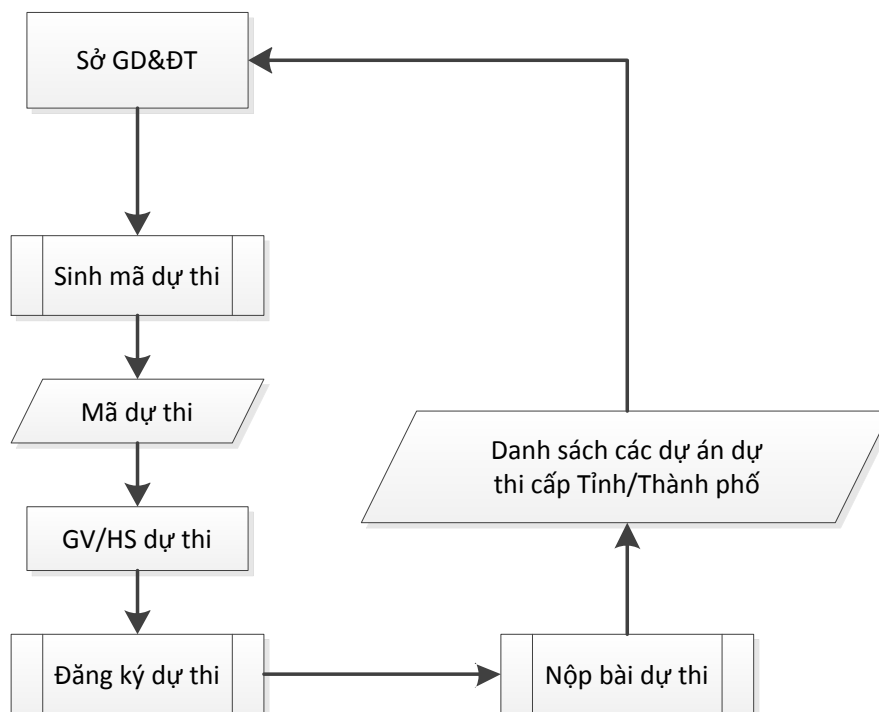 Sở GD&ĐT
Sinh mã dự thi
Mã dự thi
GV/HS dự thi
Đăng ký dự thi
Nộp bài dự thi
Danh sách các dự án dự
thi cấp Tỉnh/Thành phố